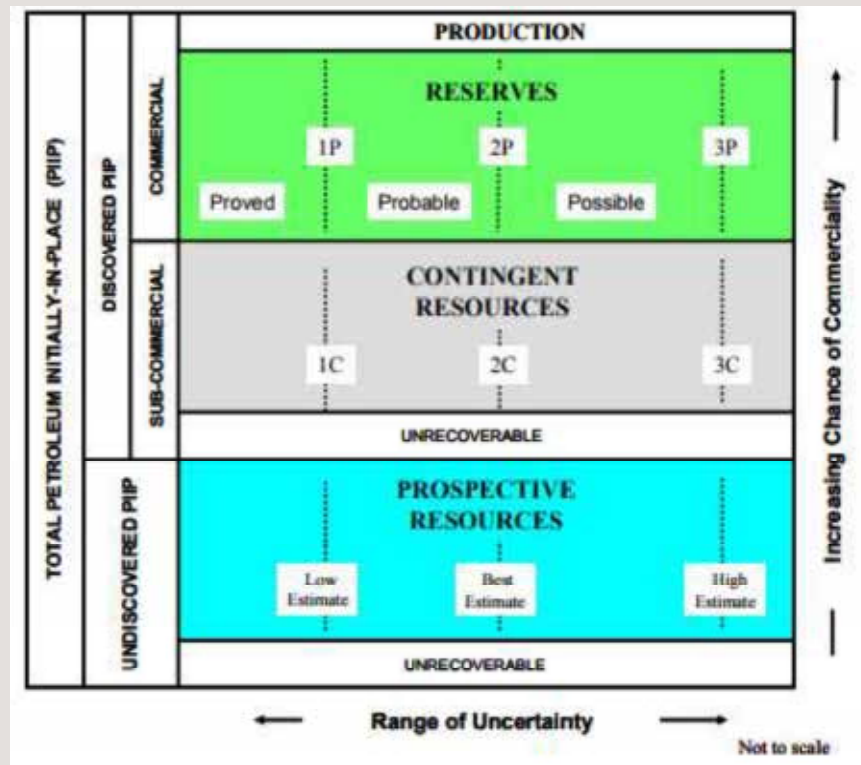 PRODUCTION
RESERVES
1P
2P
3P
Proved
Probable
Possible
CONTINGENT
RESOURCES
1C
2C
3C
UNRECOVERABLE
PROSPECTIVE
RESOURCES
Low
Estimate
Best
Estimate
High
Estimate
UNRECOVERABLE
TOTAL PETROLEUM INITIALLY-IN-PLACE (PIIP)
DISCOVERED PIIP
UNDISCOVERED PIIP
COMMERCIAL
SUB-COMMERCIAL
Increasing Chance of Commerciality
Range of Uncertainty
Not to scale